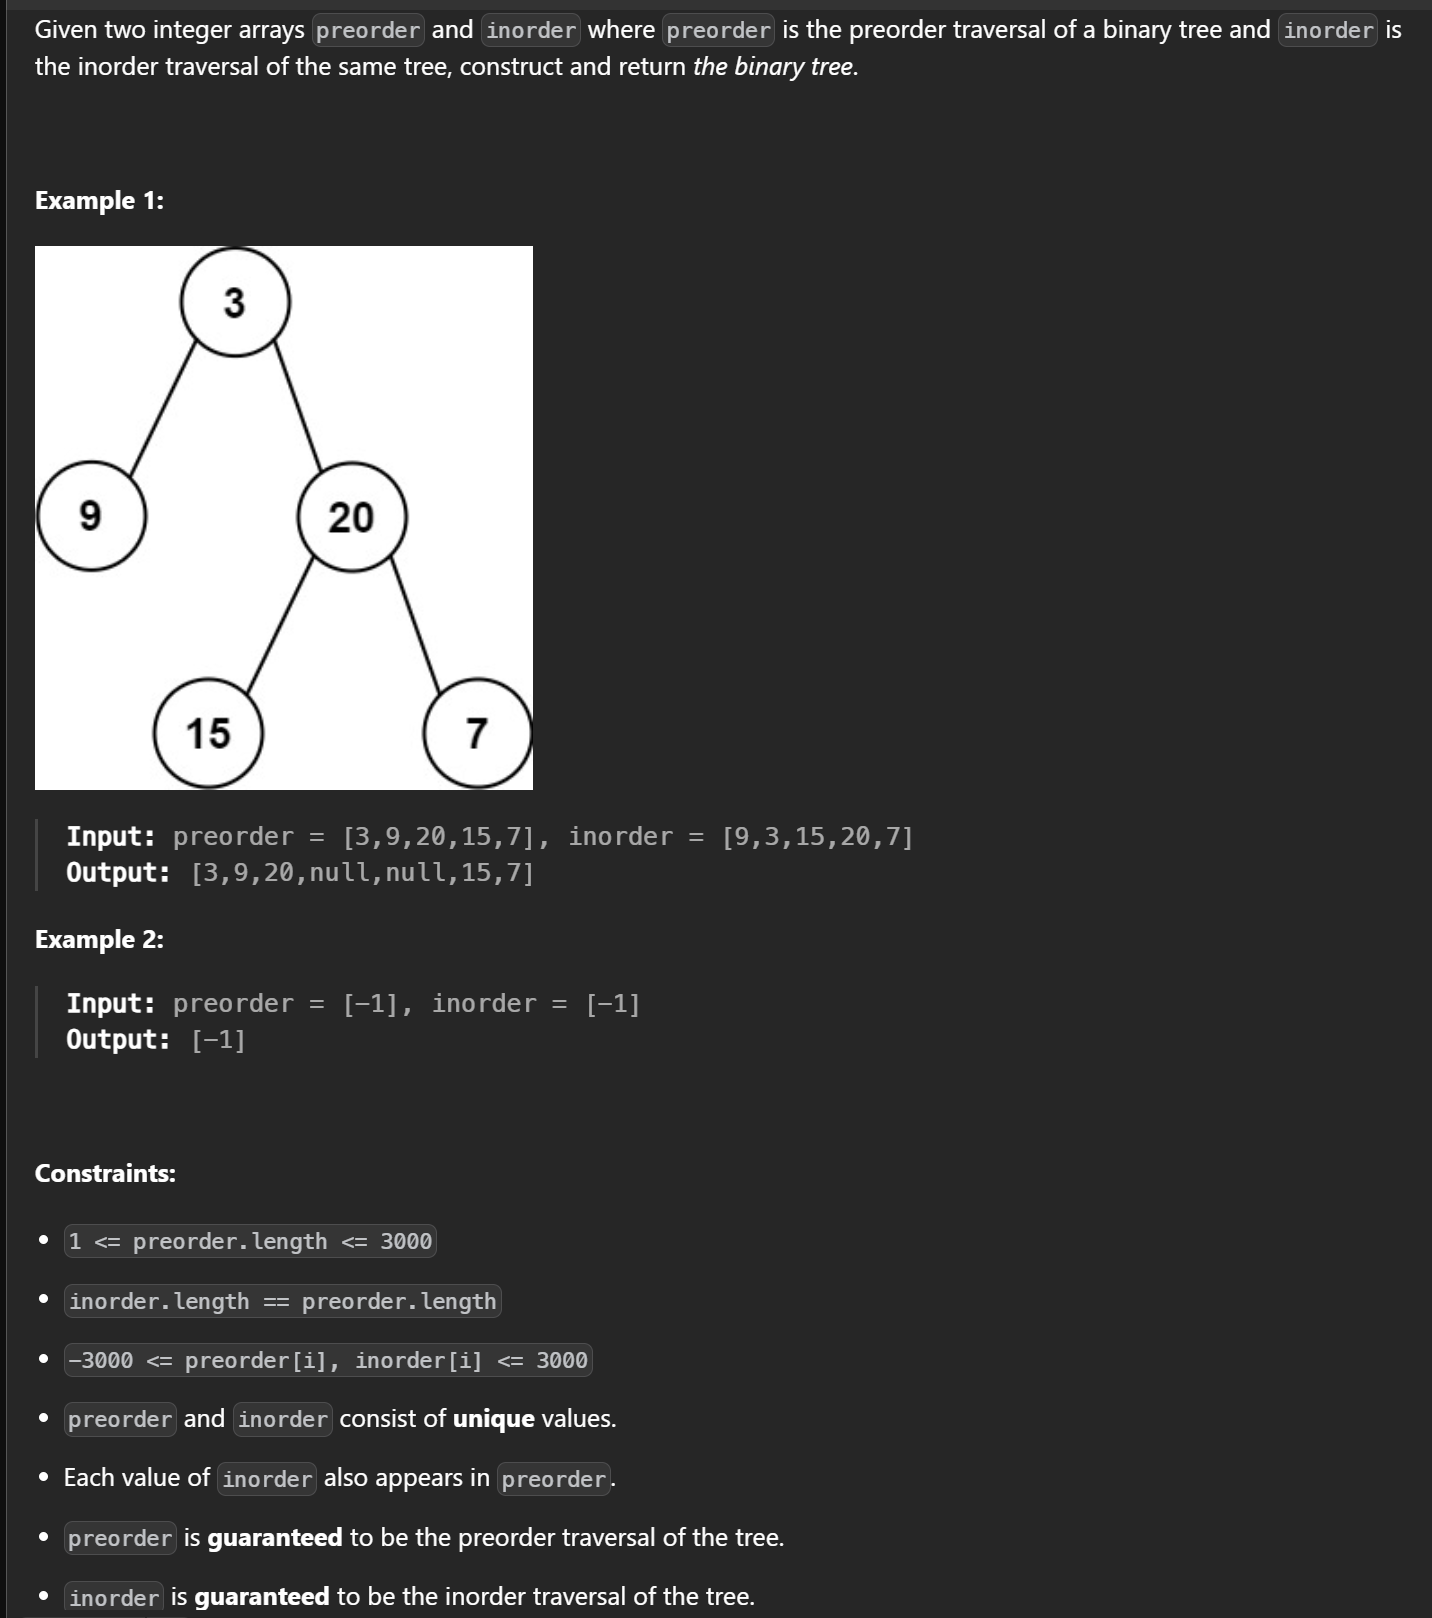 Given two integer arrays preorder and inorder where preorder is the preorder traversal of a binary tree and inorder is
the inorder traversal of the same tree, construct and return the binary tree.
Example 1:
3
9
20
15
7
Input: preorder = [3,9,20,15,7], inorder = [9,3,15,20,7]
Output: [3,9,20,null,null,15,7]
Example 2:
Input: preorder = [-1], inorder = [-1]
Output: [-1]
Constraints:
• 1 <= preorder.length <= 3000
• inorder.length == preorder.length
• -3000 <= preorder[i], inorder[i] <= 3000
• preorder and inorder consist of unique values.
• Each value of inorder also appears in preorder.
• preorder is guaranteed to be the preorder traversal of the tree.
• inorder is guaranteed to be the inorder traversal of the tree.